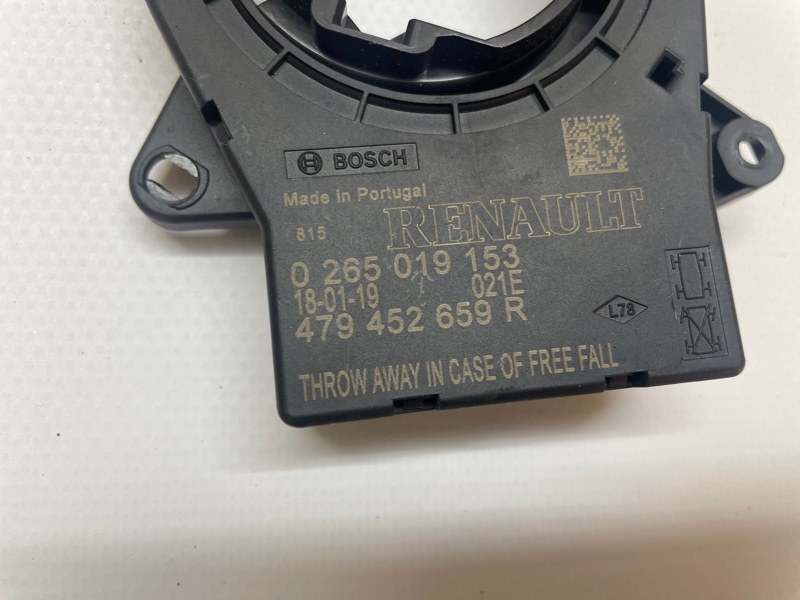 BOSCH
Made in Portugal
815
RENAULT
0 265 019 153
18-01-19 021E
479 452 659 R
L78
THROW AWAY IN CASE OF FREE FALL